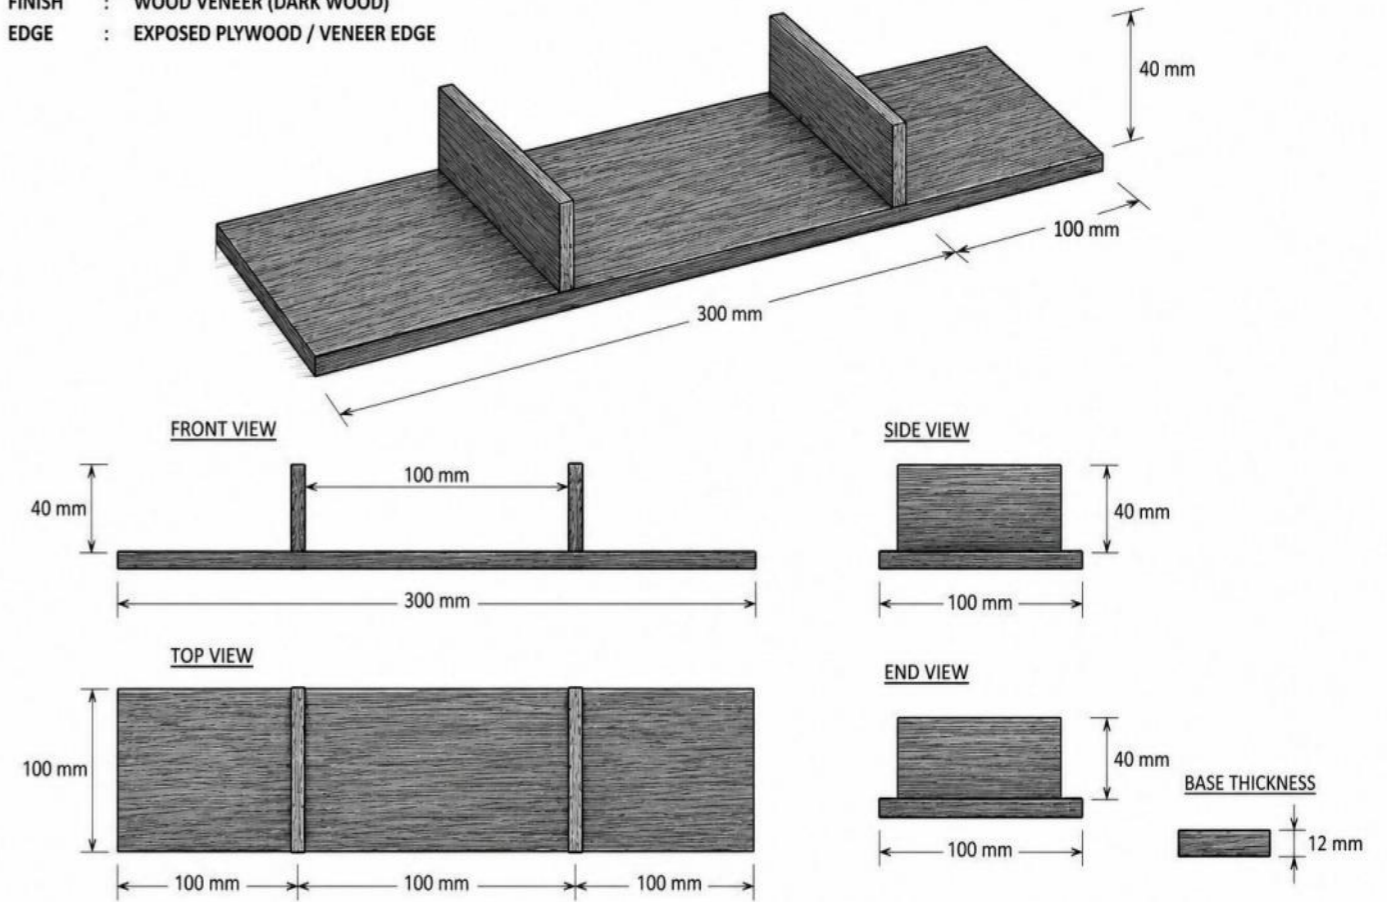 FINISH : WOOD VENEER (DARK WOOD)
EDGE : EXPOSED PLYWOOD / VENEER EDGE
40 mm
100 mm
300 mm
FRONT VIEW
SIDE VIEW
100 mm
40 mm
40 mm
300 mm
100 mm
TOP VIEW
END VIEW
100 mm
40 mm
BASE THICKNESS
12 mm
100 mm
100 mm 100 mm 100 mm